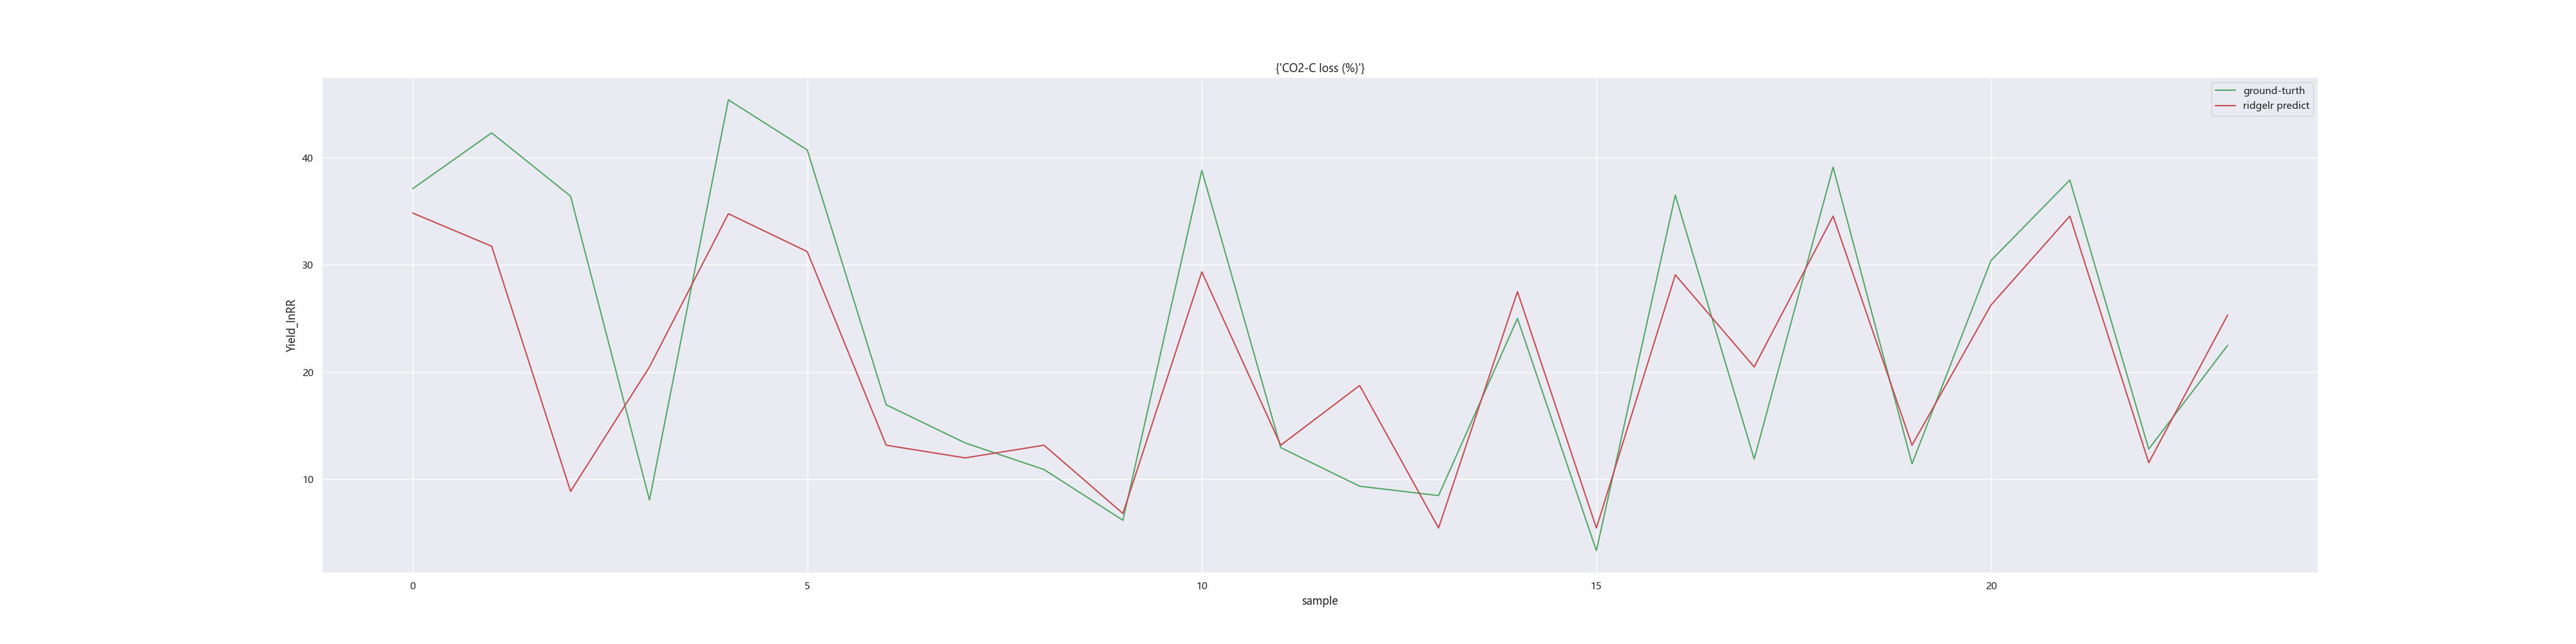 {'CO2-C loss (%)'}
ground-turth
ridgelr predict
40
30
20
10
Yield_lnRR
0 5 10 15 20
sample